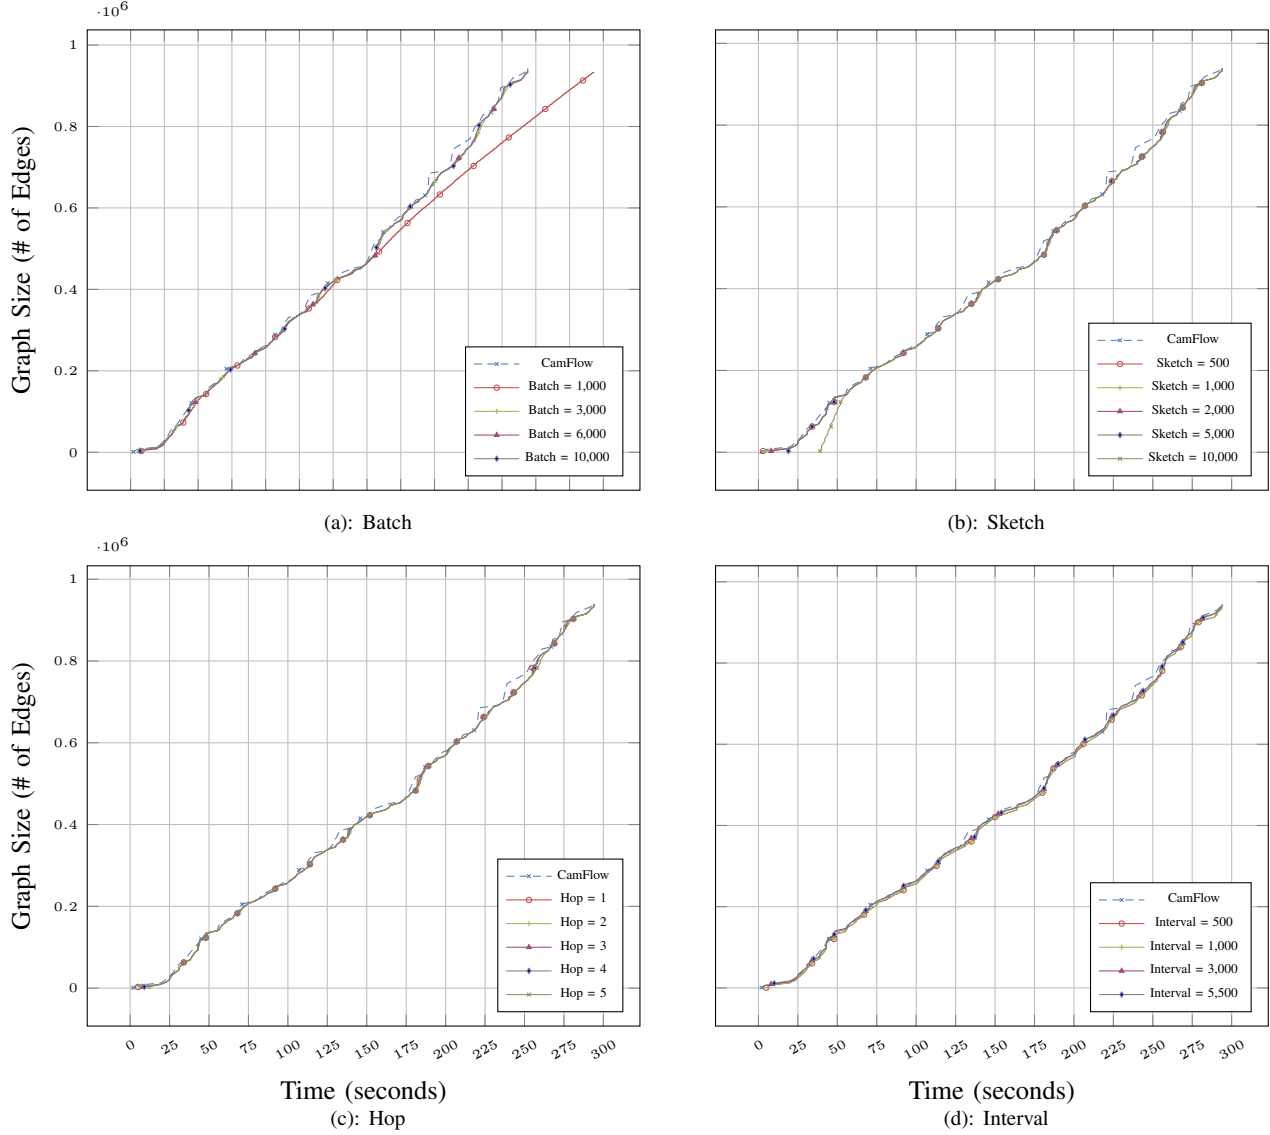 ·10^6
1
0.8
0.6
0.4
0.2
0
Graph Size (# of Edges)
CamFlow
Batch = 1,000
Batch = 3,000
Batch = 6,000
Batch = 10,000
(a): Batch
CamFlow
Sketch = 500
Sketch = 1,000
Sketch = 2,000
Sketch = 5,000
Sketch = 10,000
(b): Sketch
·10^6
1
0.8
0.6
0.4
0.2
0
Graph Size (# of Edges)
CamFlow
Hop = 1
Hop = 2
Hop = 3
Hop = 4
Hop = 5
0 25 50 75 100 125 150 175 200 225 250 275 300
Time (seconds)
(c): Hop
CamFlow
Interval = 500
Interval = 1,000
Interval = 3,000
Interval = 5,500
0 25 50 75 100 125 150 175 200 225 250 275 300
Time (seconds)
(d): Interval